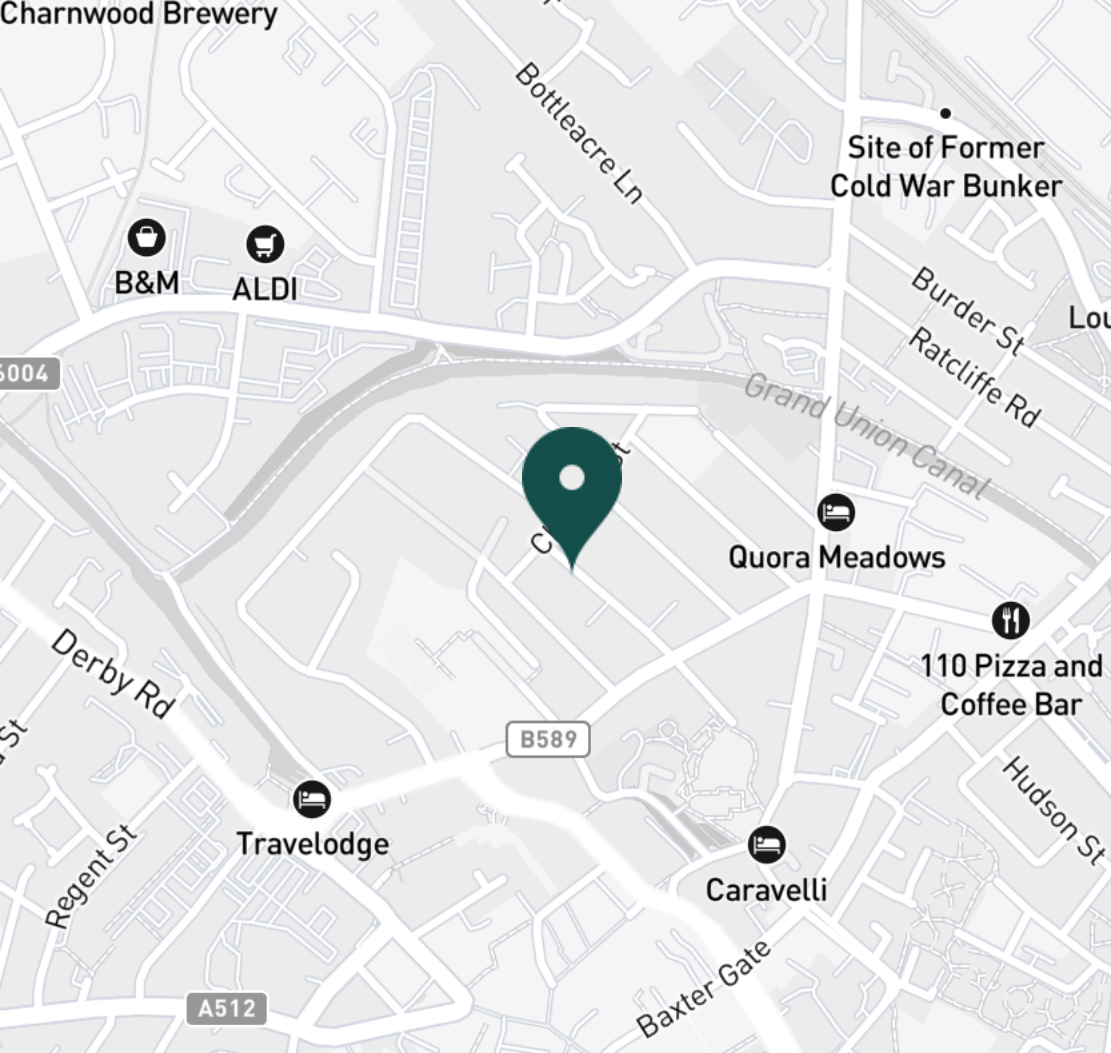 Charnwood Brewery
Bottleacre Ln
Site of Former
Cold War Bunker
B&M
ALDI
Burder St
Ratcliffe Rd
Grand Union Canal
Quora Meadows
110 Pizza and
Coffee Bar
Derby Rd
B589
Travelodge
Hudson St
Regent St
Caravelli
Baxter Gate
A512